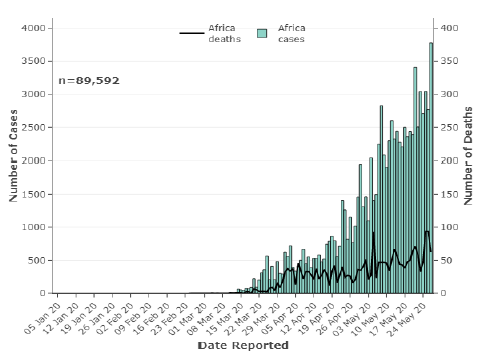 Africa deaths
Africa cases
n=89,592
Number of Cases
4000
3500
3000
2500
2000
1500
1000
500
0
Number of Deaths
400
350
300
250
200
150
100
50
0
05 Jan 20
12 Jan 20
19 Jan 20
26 Jan 20
02 Feb 20
09 Feb 20
16 Feb 20
23 Feb 20
01 Mar 20
08 Mar 20
15 Mar 20
22 Mar 20
29 Mar 20
05 Apr 20
12 Apr 20
19 Apr 20
26 Apr 20
03 May 20
10 May 20
17 May 20
24 May 20
Date Reported